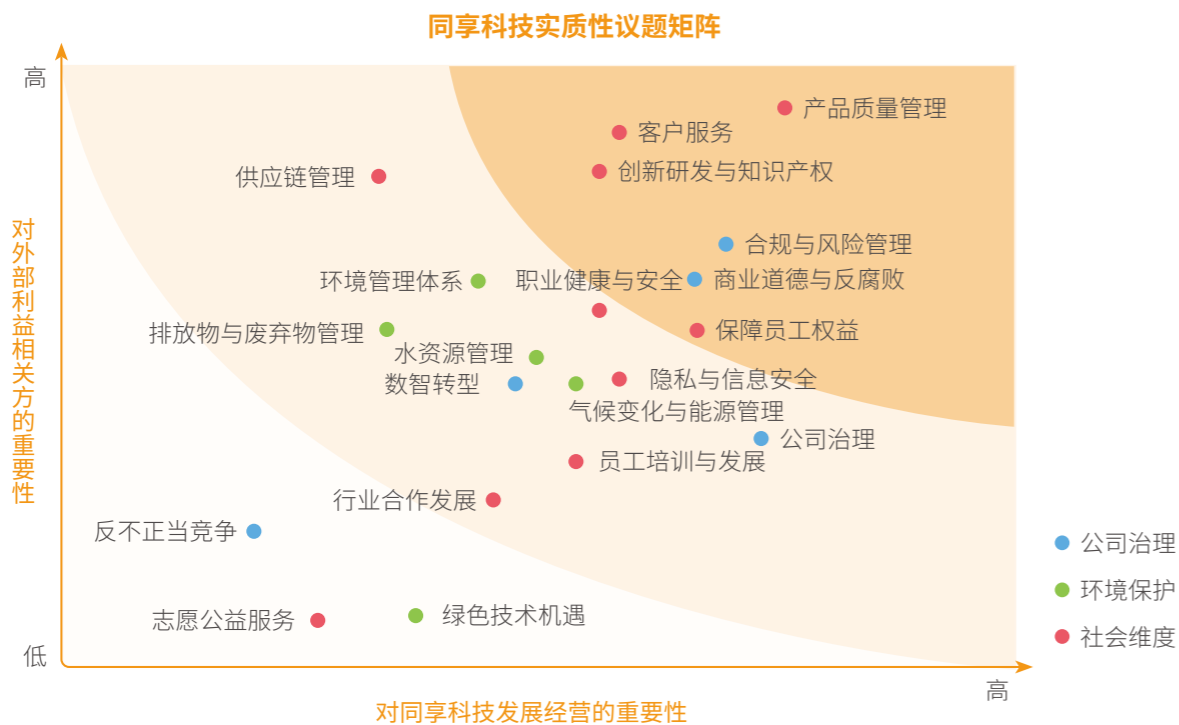 同享科技实质性议题矩阵
高
产品质量管理
客户服务
创新研发与知识产权
供应链管理
对外部利益相关方的重要性
合规与风险管理
环境管理体系
职业健康与安全
商业道德与反腐败
排放物与废弃物管理
保障员工权益
水资源管理
数智转型
隐私与信息安全
气候变化与能源管理
公司治理
员工培训与发展
行业合作发展
反不正当竞争
公司治理
环境保护
志愿公益服务
绿色技术机遇
社会维度
低
高
对同享科技发展经营的重要性